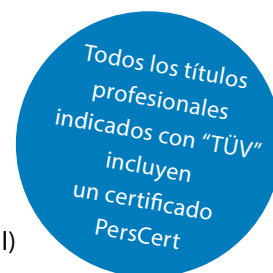 Todos los títulos
profesionales
indicados con “TÜV”
incluyen
un certificado
PersCert
l)